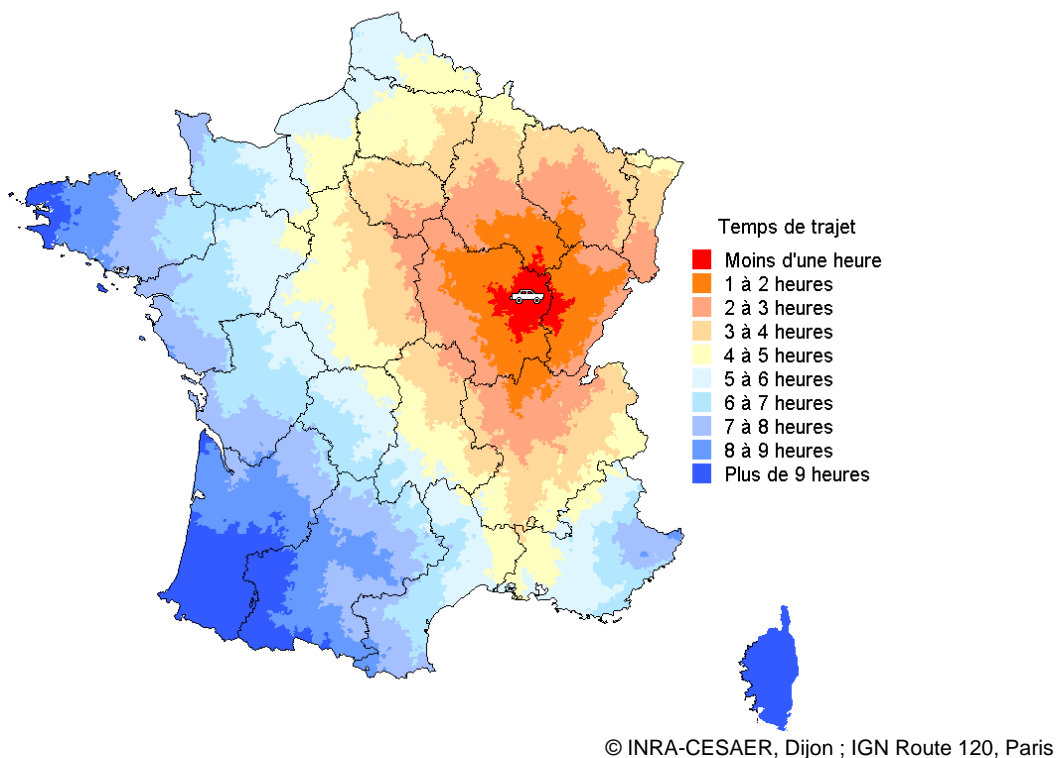 Temps de trajet
Moins d'une heure
1 à 2 heures
2 à 3 heures
3 à 4 heures
4 à 5 heures
5 à 6 heures
6 à 7 heures
7 à 8 heures
8 à 9 heures
Plus de 9 heures
© INRA-CESAER, Dijon ; IGN Route 120, Paris